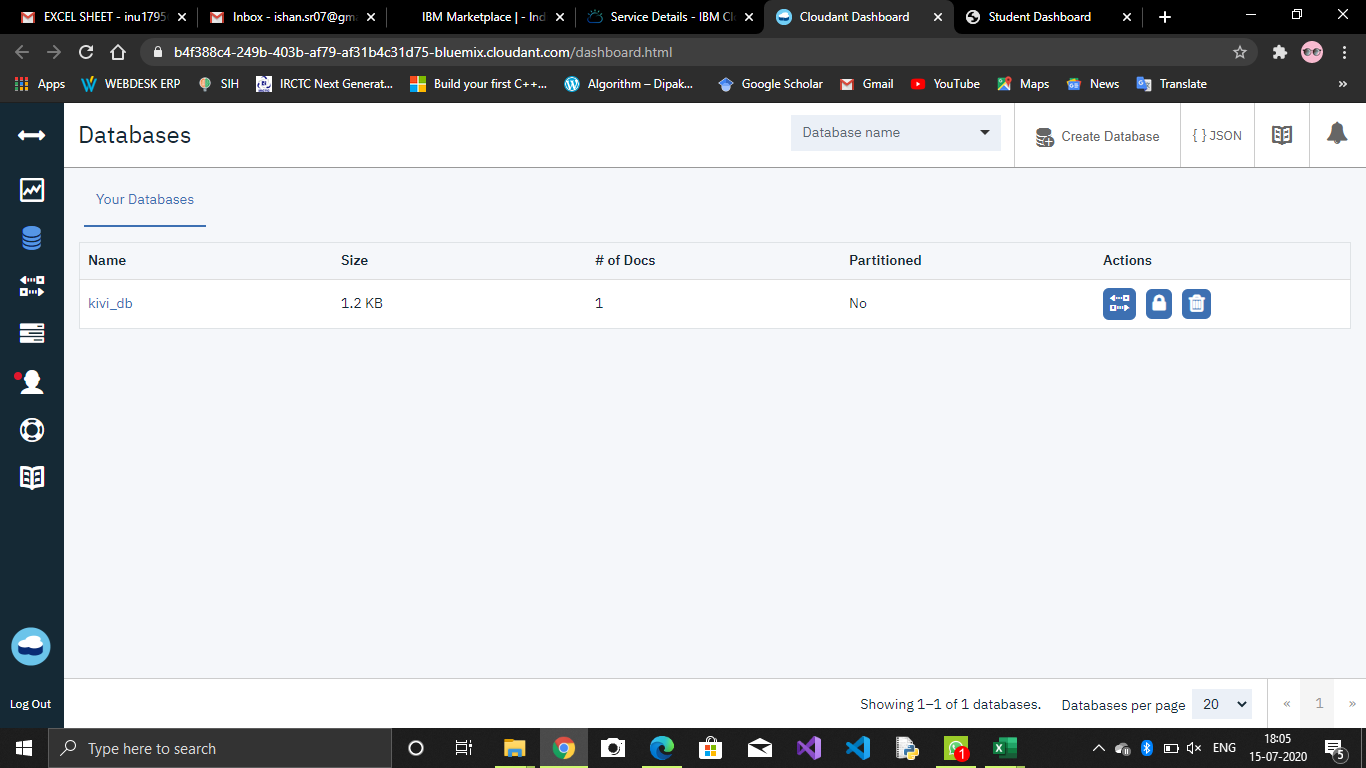 EXCEL SHEET - inu1795
Inbox - ishan.sr07@gm
IBM Marketplace | - Ind
Service Details - IBM Cl
Cloudant Dashboard
Student Dashboard
b4f388c4-249b-403b-af79-af31b4c31d75-bluemix.cloudant.com/dashboard.html
Apps
WEBDESK ERP
SIH
IRCTC Next Generat...
Build your first C++...
Algorithm – Dipak...
Google Scholar
Gmail
YouTube
Maps
News
Translate
»
Databases
Database name
Create Database
{ } JSON
Your Databases
Name Size # of Docs Partitioned Actions
kivi_db 1.2 KB 1 No
Showing 1–1 of 1 databases.
Databases per page 20
« 1 »
Log Out
Type here to search
ENG
18:05
15-07-2020
1
5